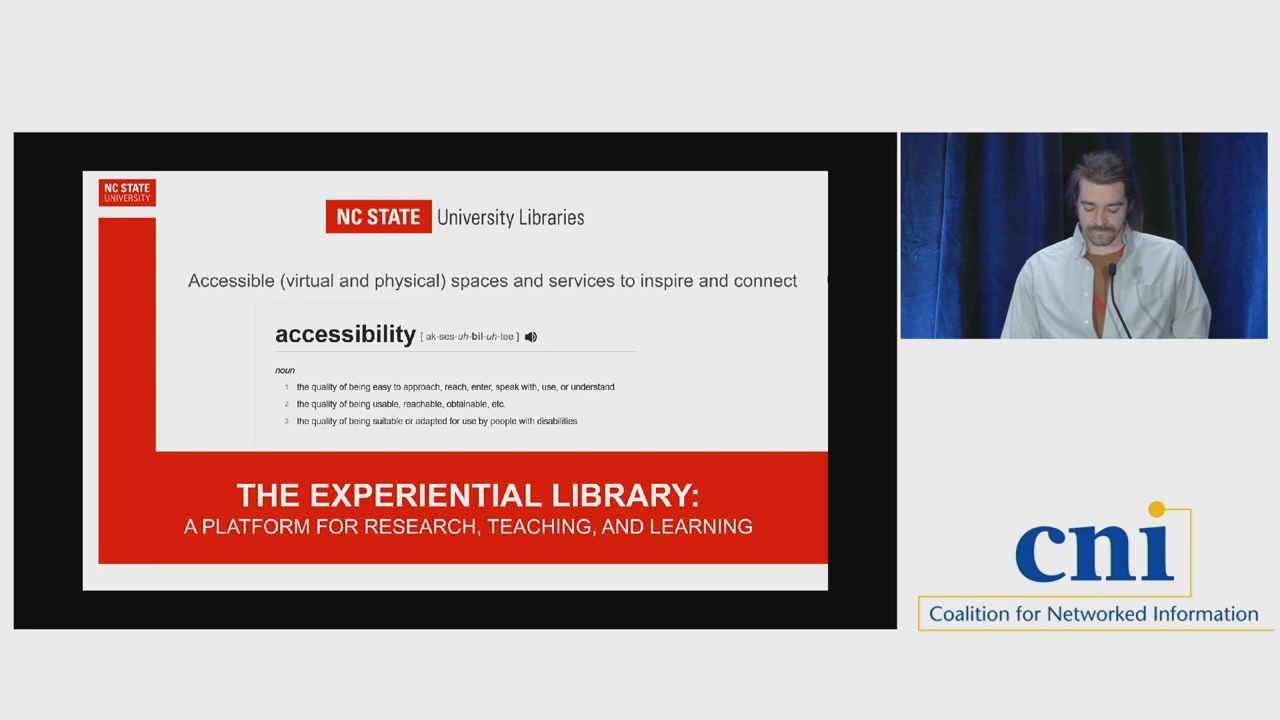 NC STATE
UNIVERSITY
NC STATE University Libraries
Accessible (virtual and physical) spaces and services to inspire and connect
accessibility [ ak-ses-uh-bil-uh-tee ]
noun
1 the quality of being easy to approach, reach, enter, speak with, use, or understand
2 the quality of being usable, reachable, obtainable, etc.
3 the quality of being suitable or adapted for use by people with disabilities
THE EXPERIENTIAL LIBRARY:
A PLATFORM FOR RESEARCH, TEACHING, AND LEARNING
cni
Coalition for Networked Information